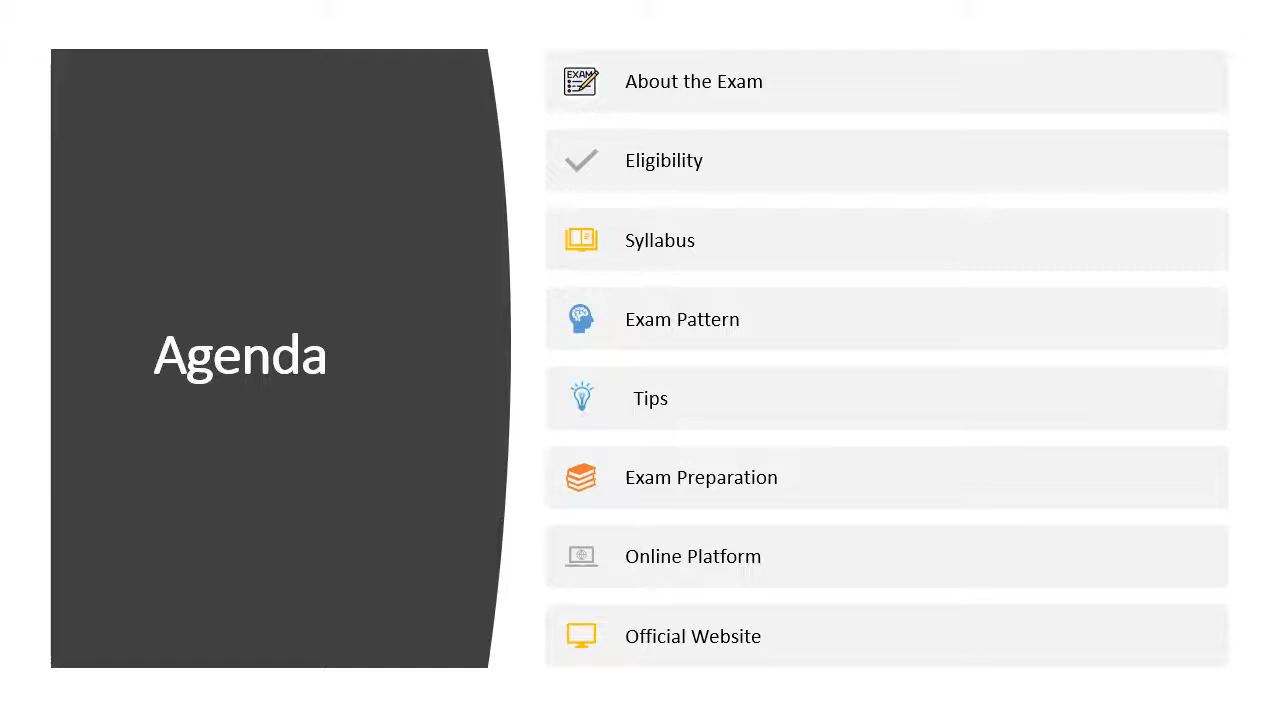 Agenda
EXAM
About the Exam
Eligibility
Syllabus
Exam Pattern
Tips
Exam Preparation
Online Platform
Official Website